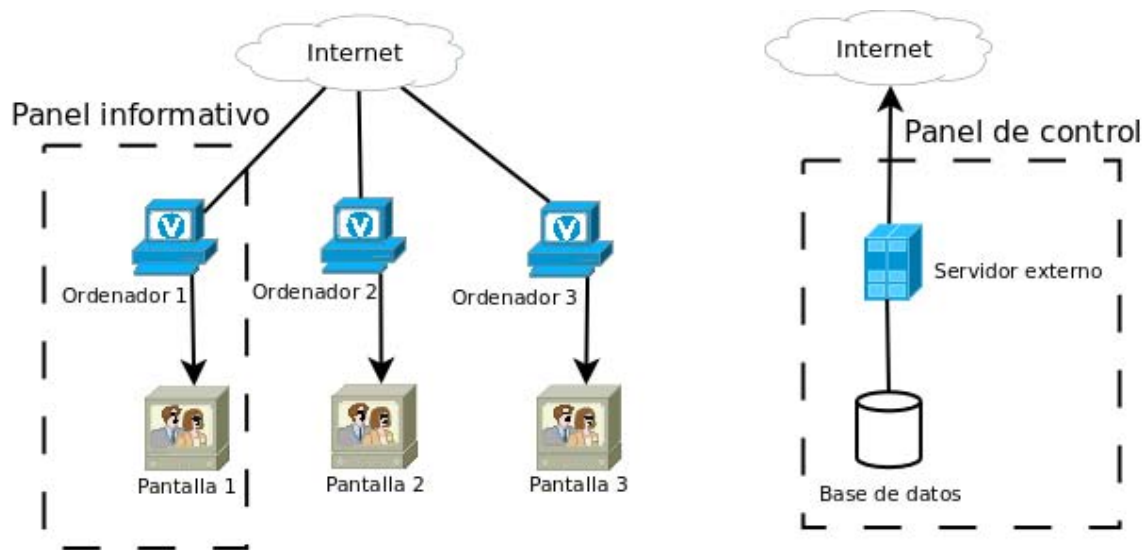 Internet
Panel informativo
Ordenador 1
Ordenador 2
Ordenador 3
Pantalla 1
Pantalla 2
Pantalla 3
Internet
Panel de control
Servidor externo
Base de datos